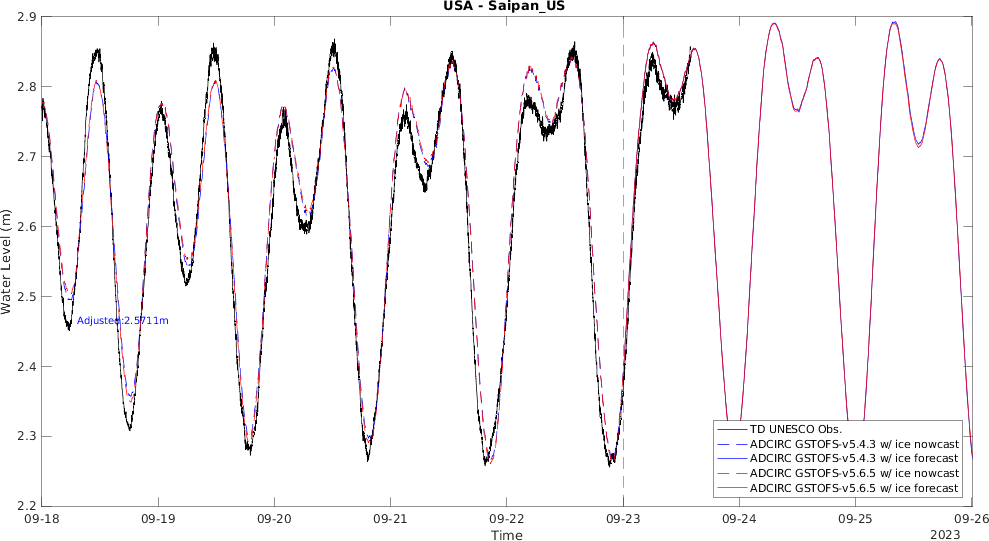 USA - Saipan_US
2.9
2.8
2.7
2.6
2.5
2.4
2.3
2.2
Water Level (m)
Adjusted:2.5711m
TD UNESCO Obs.
ADCIRC GSTOFS-v5.4.3 w/ ice nowcast
ADCIRC GSTOFS-v5.4.3 w/ ice forecast
ADCIRC GSTOFS-v5.6.5 w/ ice nowcast
ADCIRC GSTOFS-v5.6.5 w/ ice forecast
09-18 09-19 09-20 09-21 09-22 09-23 09-24 09-25 09-26
Time
2023